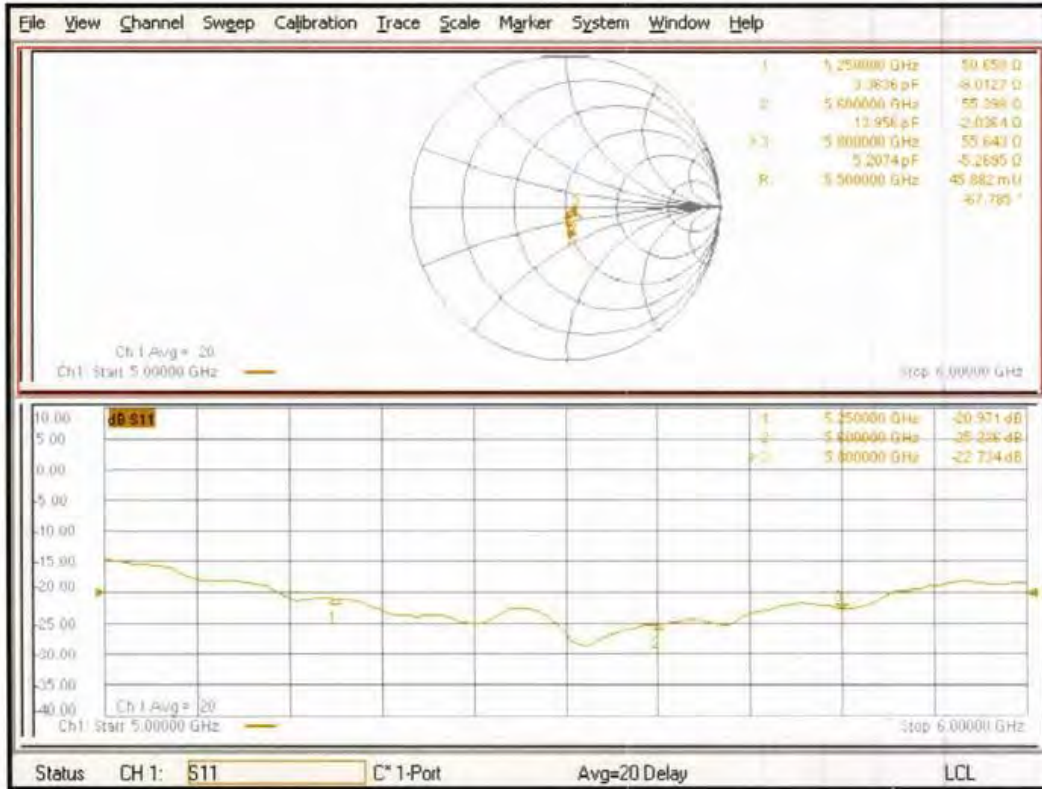 File View Channel Sweep Calibration Trace Scale Marker System Window Help
1: 5.250000 GHz 50.658 Ω
3.3636 pF -9.0127 Ω
2: 5.600000 GHz 55.398 Ω
13.956 pF -2.0364 Ω
> 3: 5.800000 GHz 55.643 Ω
5.2074 pF -5.2695 Ω
R: 5.500000 GHz 45.882 mU
-67.785 °
Ch 1 Avg = 20
Ch1: Start 5.00000 GHz Stop 6.00000 GHz
10.00 dB S11 1: 5.250000 GHz -20.971 dB
5.00 2: 5.600000 GHz
0.00 > 3: 5.800000 GHz -22.734 dB
-5.00
-10.00
-15.00
-20.00
-25.00 1 2
-30.00
-35.00
-40.00 Ch 1 Avg = 20
Ch1: Start 5.00000 GHz Stop 6.00000 GHz
Status CH 1: S11 C* 1-Port Avg=20 Delay LCL